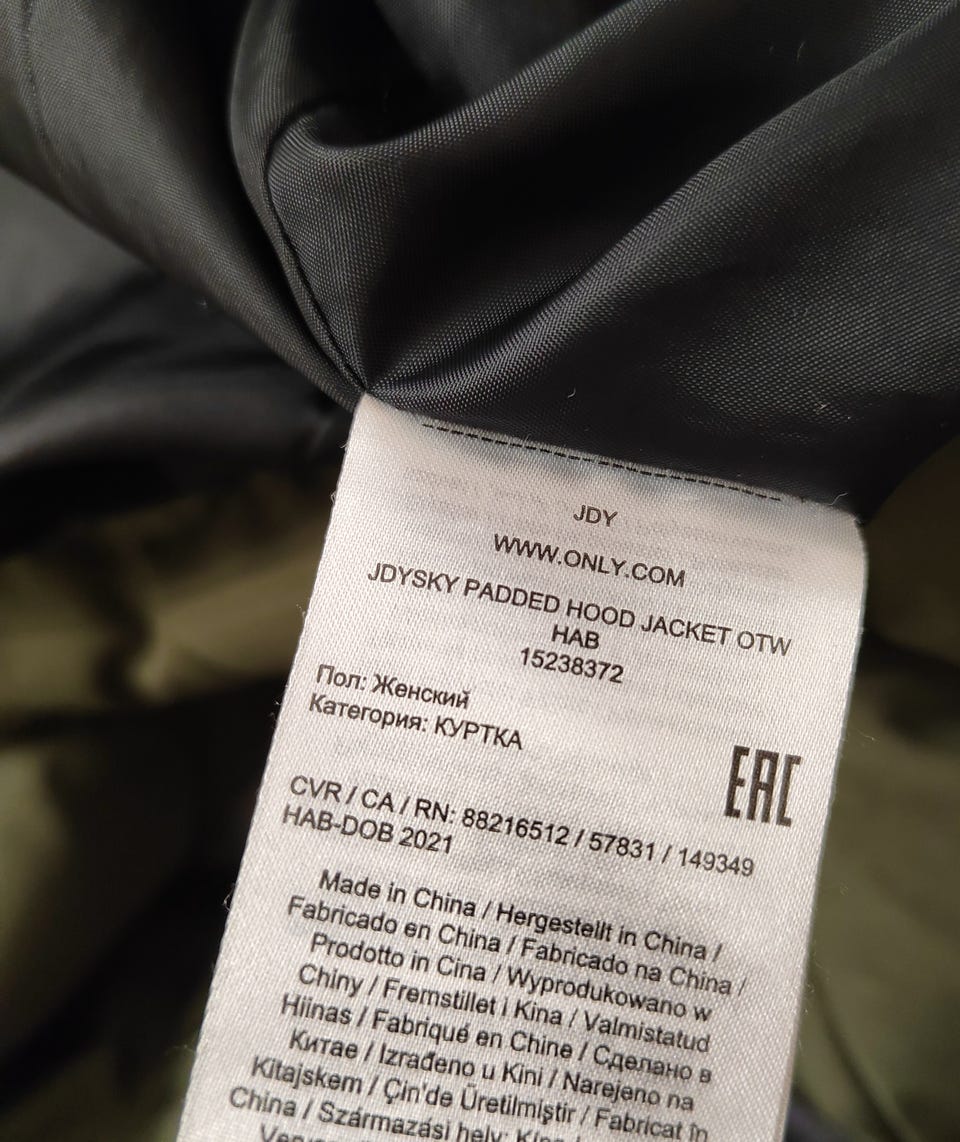 JDY
WWW.ONLY.COM
JDYSKY PADDED HOOD JACKET OTW
HAB
15238372
Пол: Женский
Категория: КУРТКА
EAC
CVR / CA / RN: 88216512 / 57831 / 149349
HAB-DOB 2021
Made in China / Hergestellt in China /
Fabricado en China / Fabricado na China /
Prodotto in Cina / Wyprodukowano w
Chiny / Fremstillet i Kina / Valmistatud
Hiinas / Fabriqué en Chine / Сделано в
Китае / Izrađeno u Kini / Narejeno na
Kitajskem / Çin'de Üretilmiştir / Fabricat în
China / Származási hely: Kína